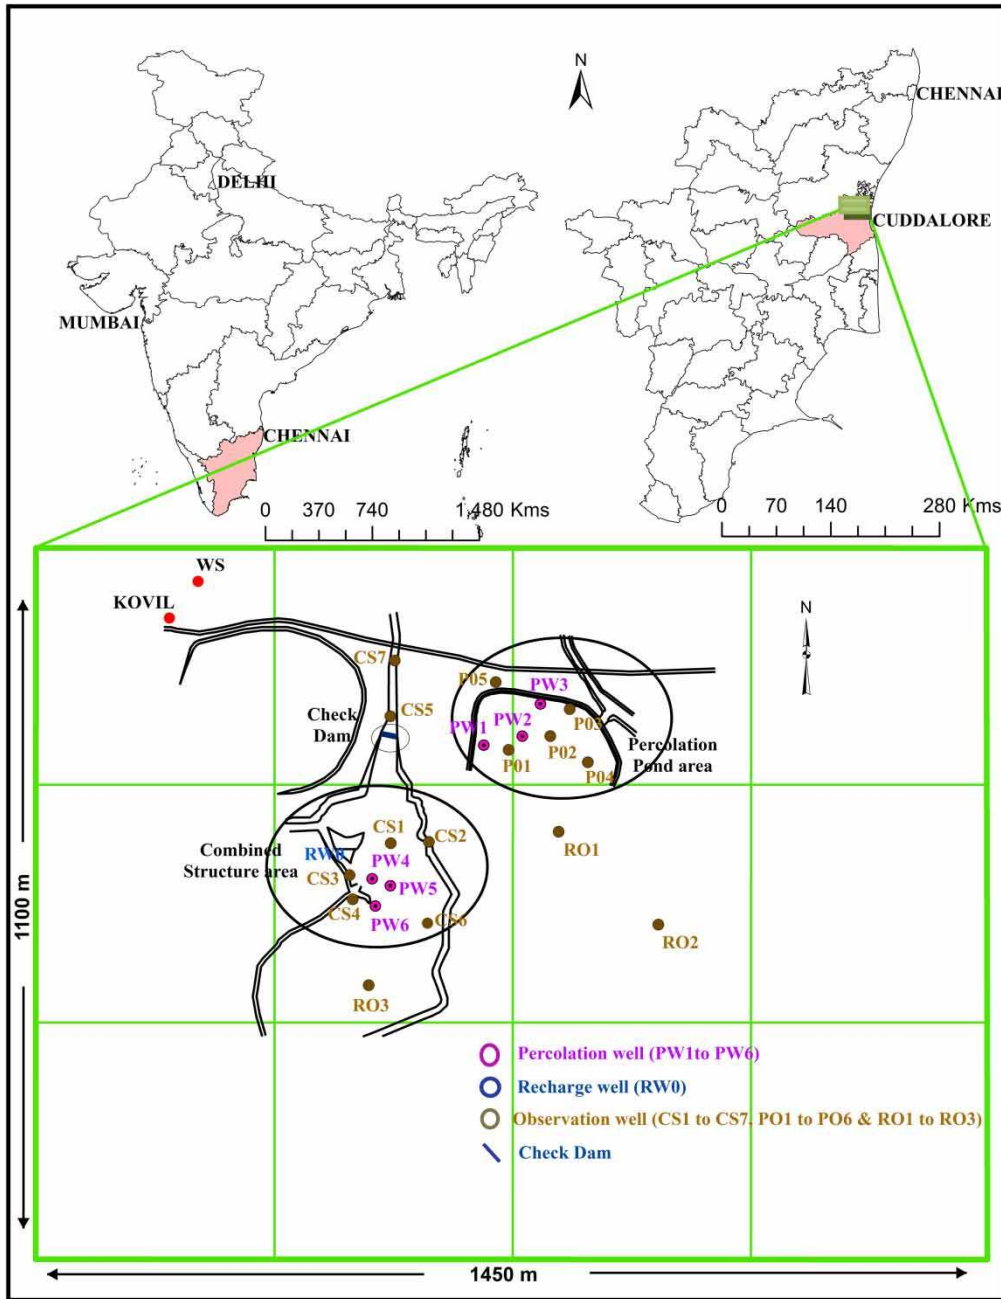 N
CHENNAI
DELHI
CUDDALORE
MUMBAI
CHENNAI
0 370 740 1 480 Kms
0 70 140 280 Kms
WS
KOVIL
N
CS7
P05
PW3
CS5
P03
Check
Dam
PW1
PW2
P02
Percolation
Pond area
P01
P04
CS1
CS2
RO1
Combined
Structure area
RW0
PW4
CS3
PW5
CS4
PW6
CS6
RO2
RO3
1100 m
Percolation well (PW1to PW6)
Recharge well (RW0)
Observation well (CS1 to CS7, PO1 to PO6 & RO1 to RO3)
Check Dam
1450 m